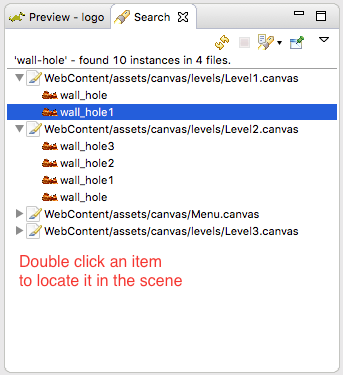 Preview - logo
Search
'wall-hole' - found 10 instances in 4 files.
WebContent/assets/canvas/levels/Level1.canvas
wall_hole
wall_hole1
WebContent/assets/canvas/levels/Level2.canvas
wall_hole3
wall_hole2
wall_hole1
wall_hole
WebContent/assets/canvas/Menu.canvas
WebContent/assets/canvas/levels/Level3.canvas
Double click an item
to locate it in the scene